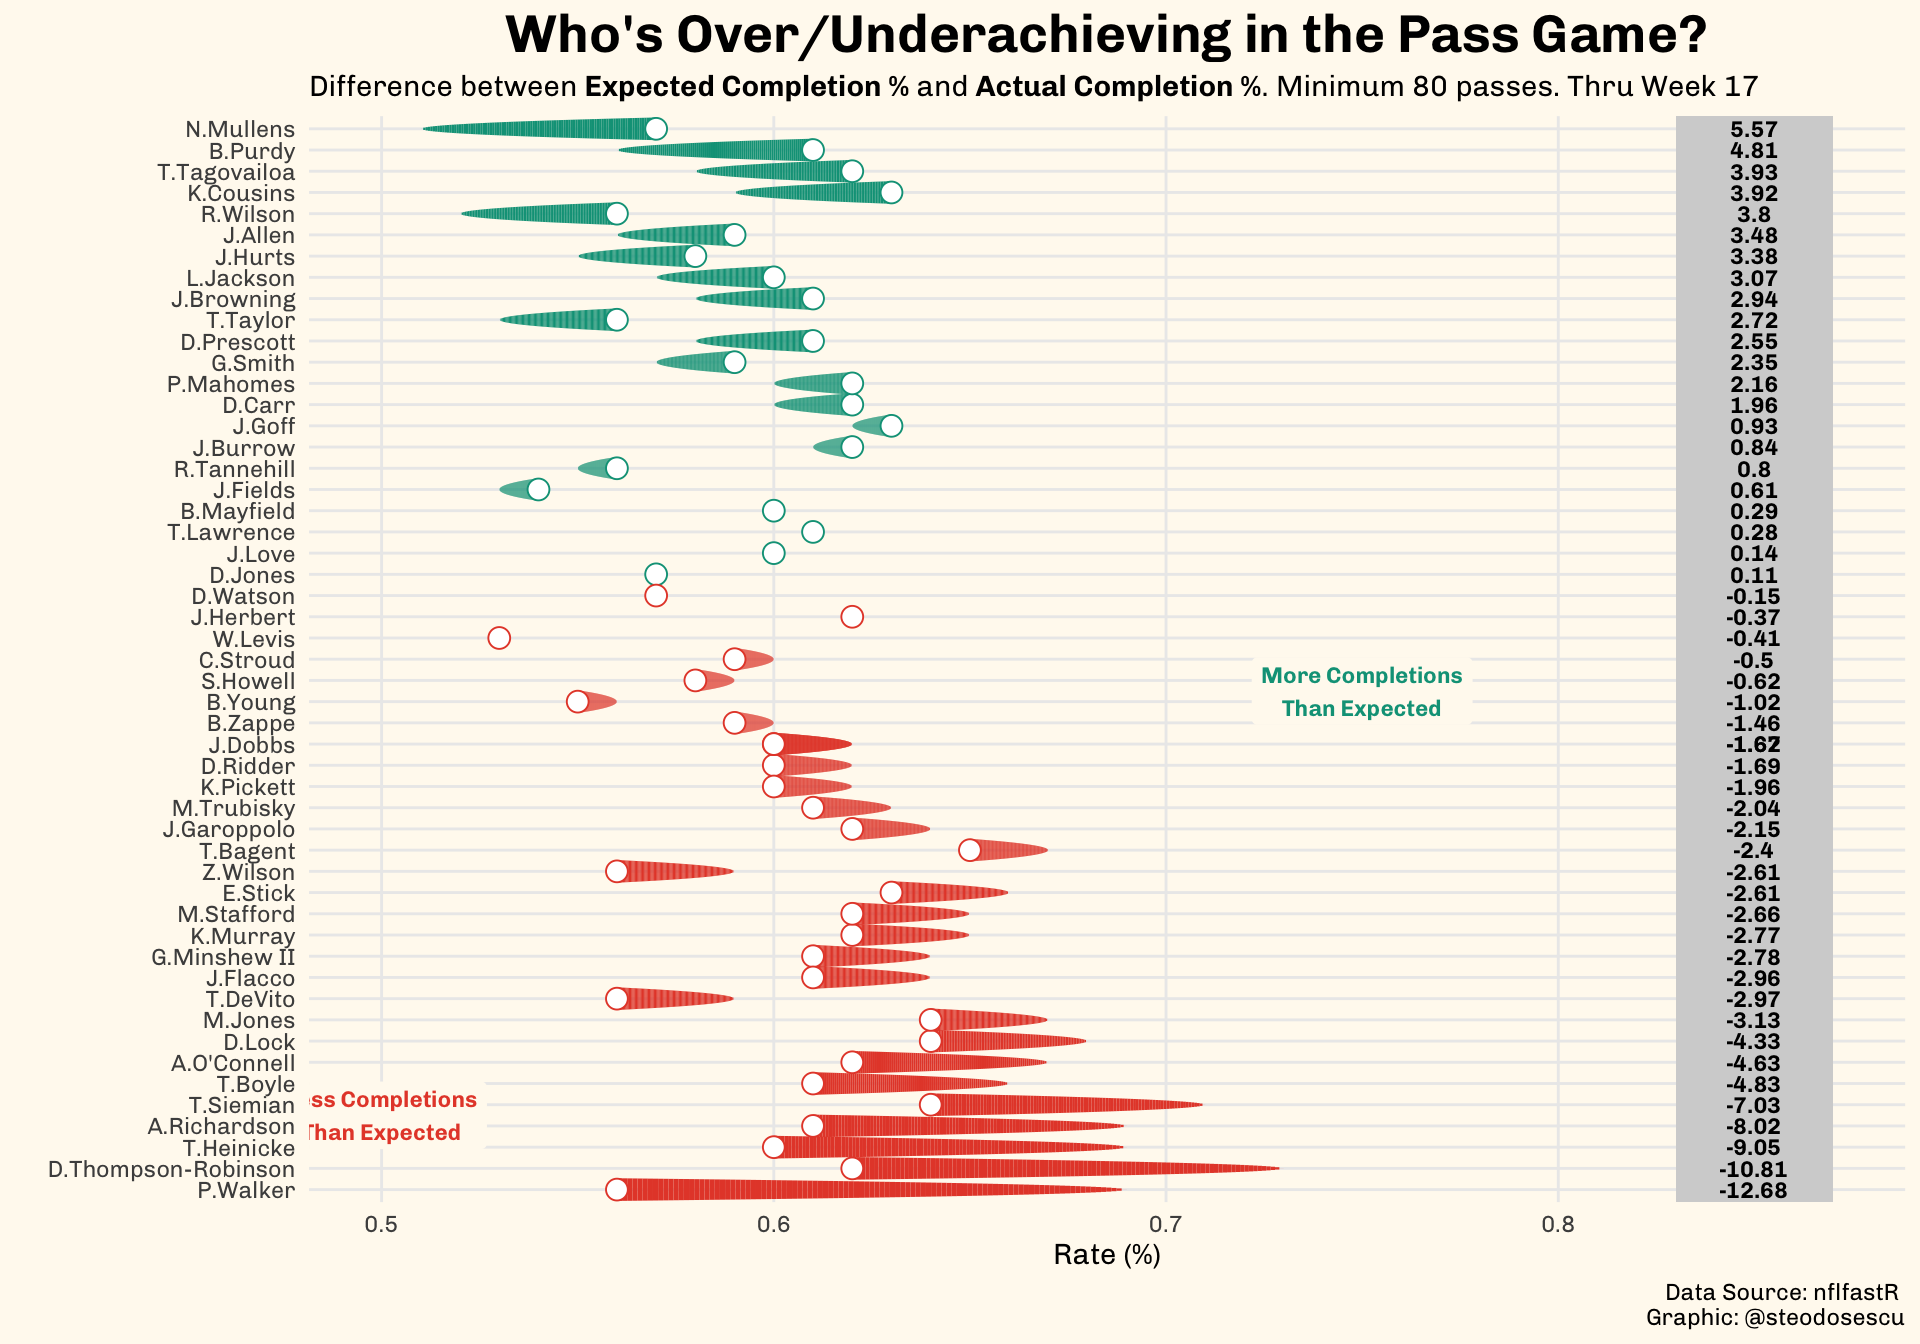 Who's Over/Underachieving in the Pass Game?
Difference between Expected Completion % and Actual Completion %. Minimum 80 passes. Thru Week 17
N.Mullens 5.57
B.Purdy 4.81
T.Tagovailoa 3.93
K.Cousins 3.92
R.Wilson 3.8
J.Allen 3.48
J.Hurts 3.38
L.Jackson 3.07
J.Browning 2.94
T.Taylor 2.72
D.Prescott 2.55
G.Smith 2.35
P.Mahomes 2.16
D.Carr 1.96
J.Goff 0.93
J.Burrow 0.84
R.Tannehill 0.8
J.Fields 0.61
B.Mayfield 0.29
T.Lawrence 0.28
J.Love 0.14
D.Jones 0.11
D.Watson -0.15
J.Herbert -0.37
W.Levis -0.41
C.Stroud -0.5
S.Howell -0.62
More Completions
B.Young -1.02
Than Expected
B.Zappe -1.46
J.Dobbs
D.Ridder -1.69
K.Pickett -1.96
M.Trubisky -2.04
J.Garoppolo -2.15
T.Bagent -2.4
Z.Wilson -2.61
E.Stick -2.61
M.Stafford -2.66
K.Murray -2.77
G.Minshew II -2.78
J.Flacco -2.96
T.DeVito -2.97
M.Jones -3.13
D.Lock -4.33
A.O'Connell -4.63
T.Boyle -4.83
ss Completions
T.Siemian -7.03
A.Richardson -8.02
Than Expected
T.Heinicke -9.05
D.Thompson-Robinson -10.81
P.Walker -12.68
0.5 0.6 0.7 0.8
Rate (%)
Data Source: nflfastR
Graphic: @steodosescu